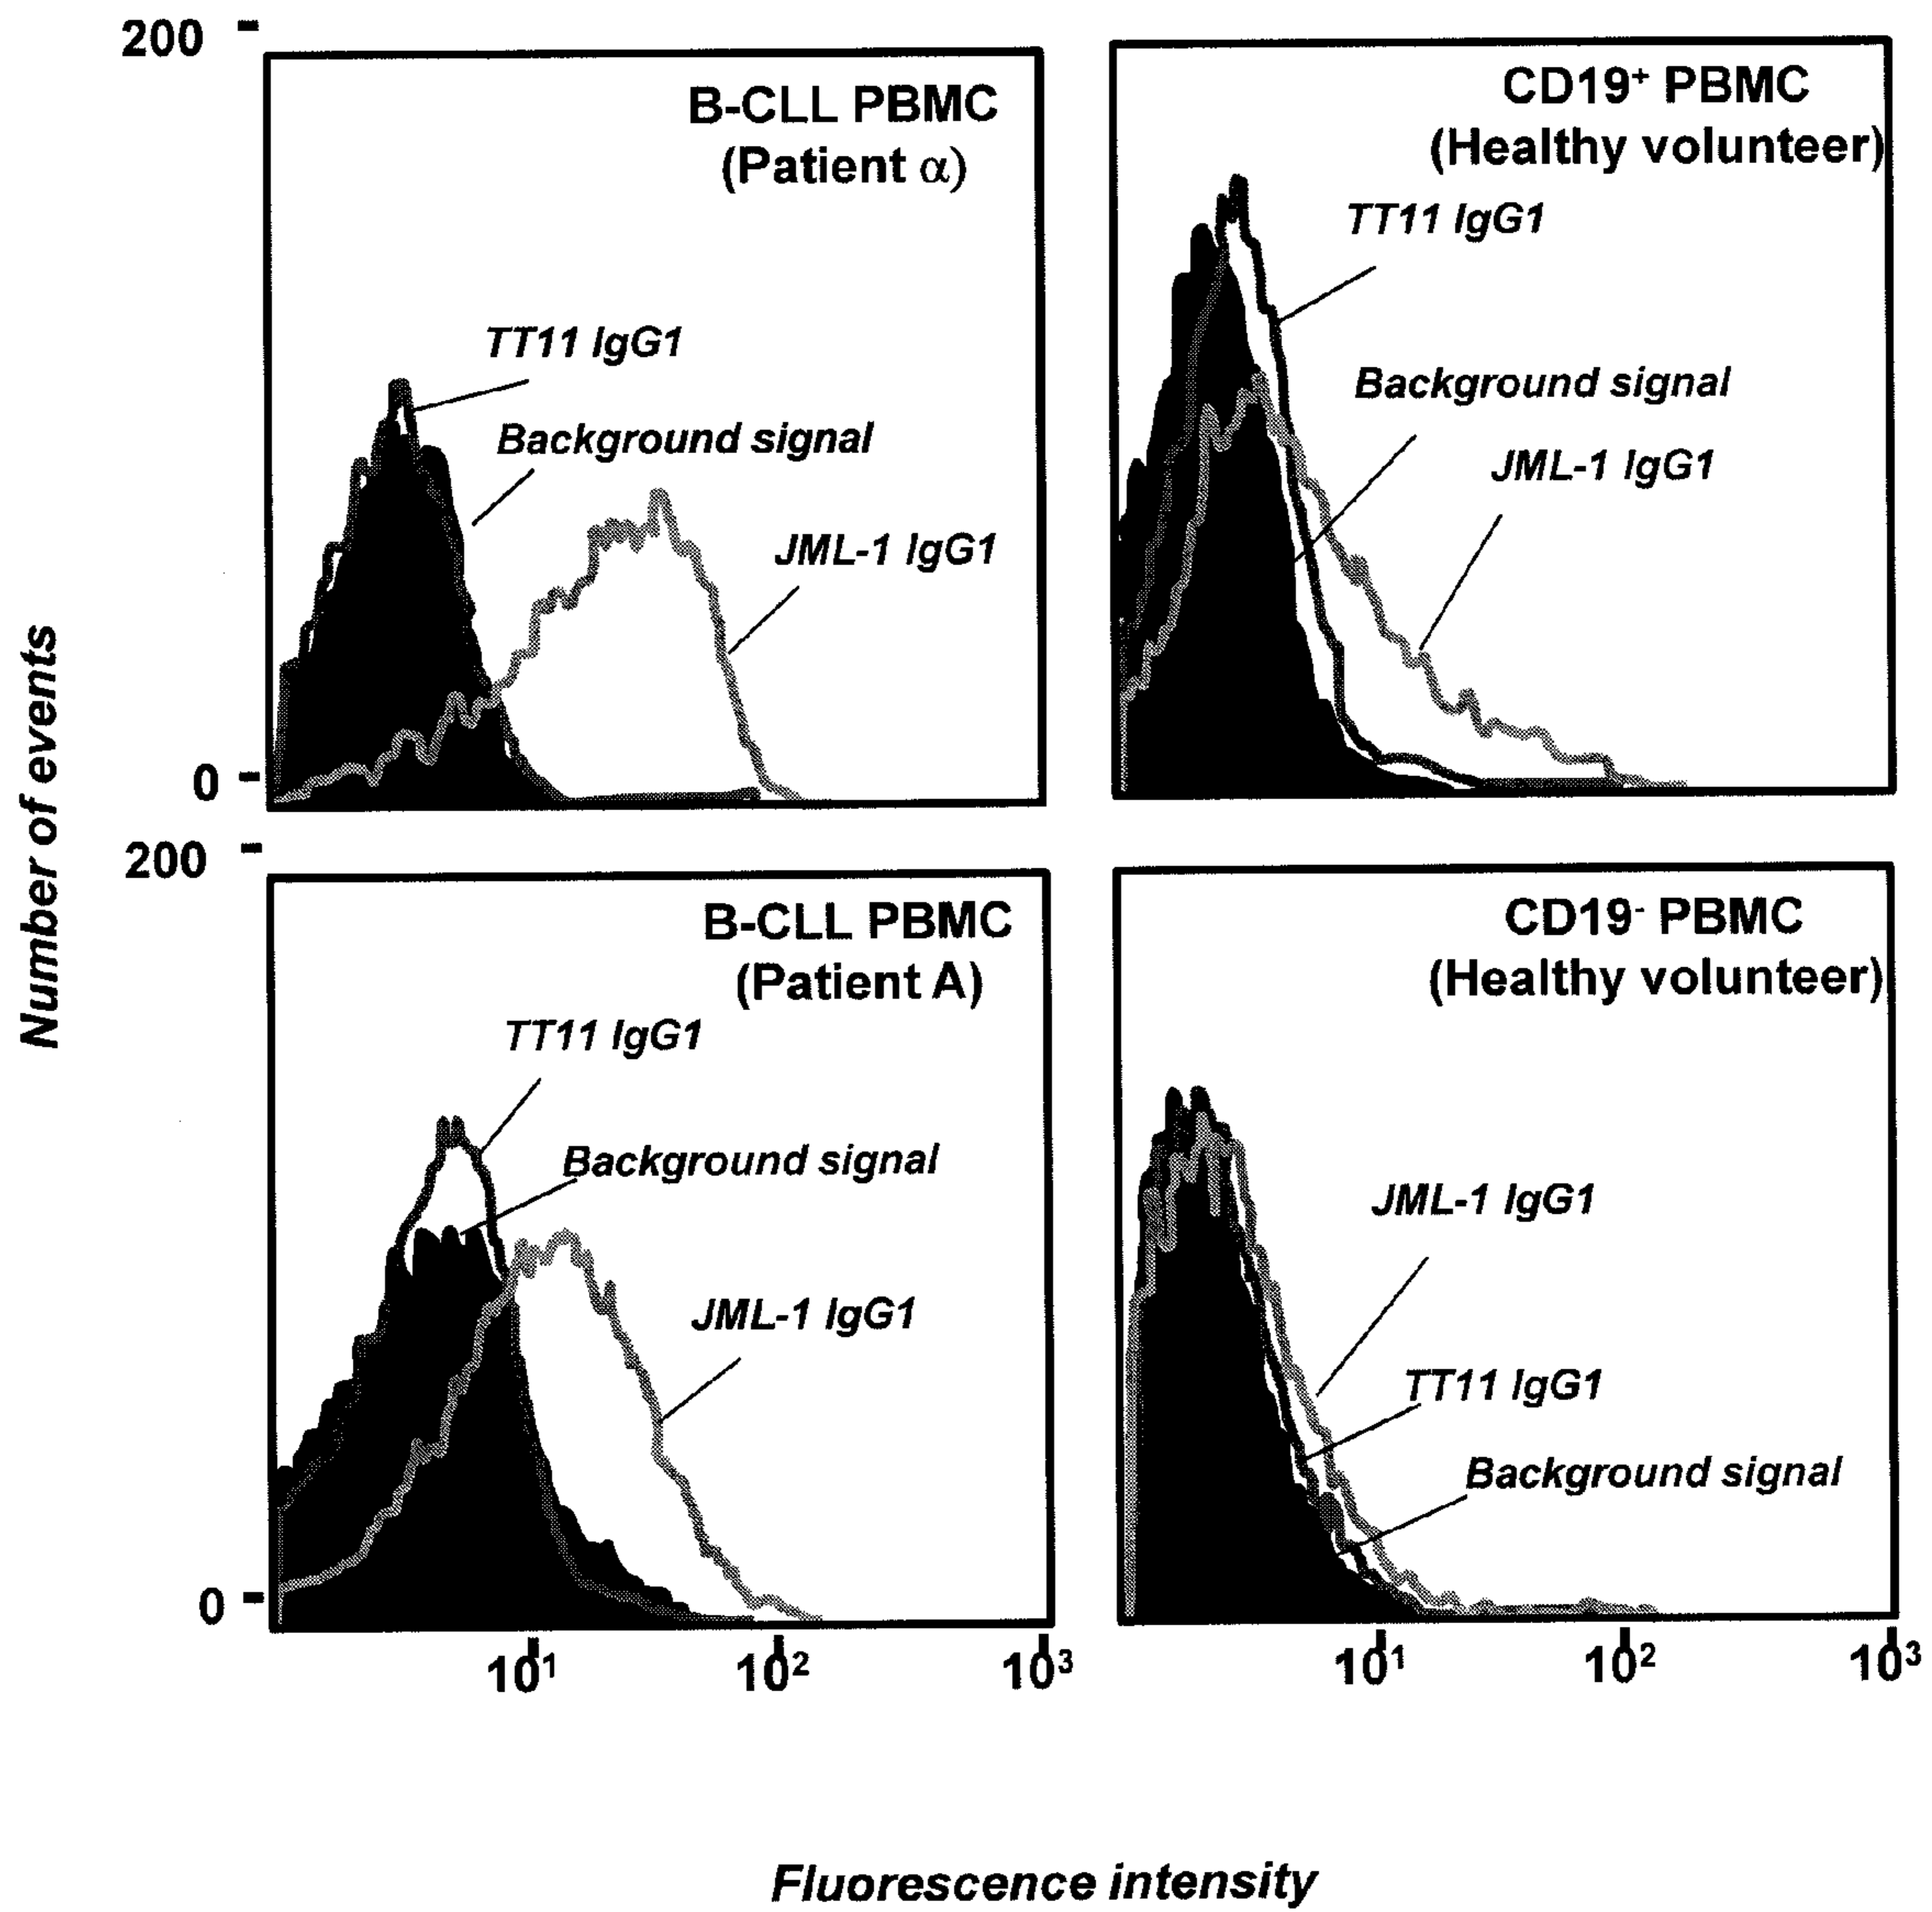 Number of events
200
0
B-CLL PBMC
(Patient α)
TT11 IgG1
Background signal
JML-1 IgG1
CD19+ PBMC
(Healthy volunteer)
TT11 IgG1
Background signal
JML-1 IgG1
200
0
B-CLL PBMC
(Patient A)
TT11 IgG1
Background signal
JML-1 IgG1
10¹ 10² 10³
CD19- PBMC
(Healthy volunteer)
JML-1 IgG1
TT11 IgG1
Background signal
10¹ 10² 10³
Fluorescence intensity